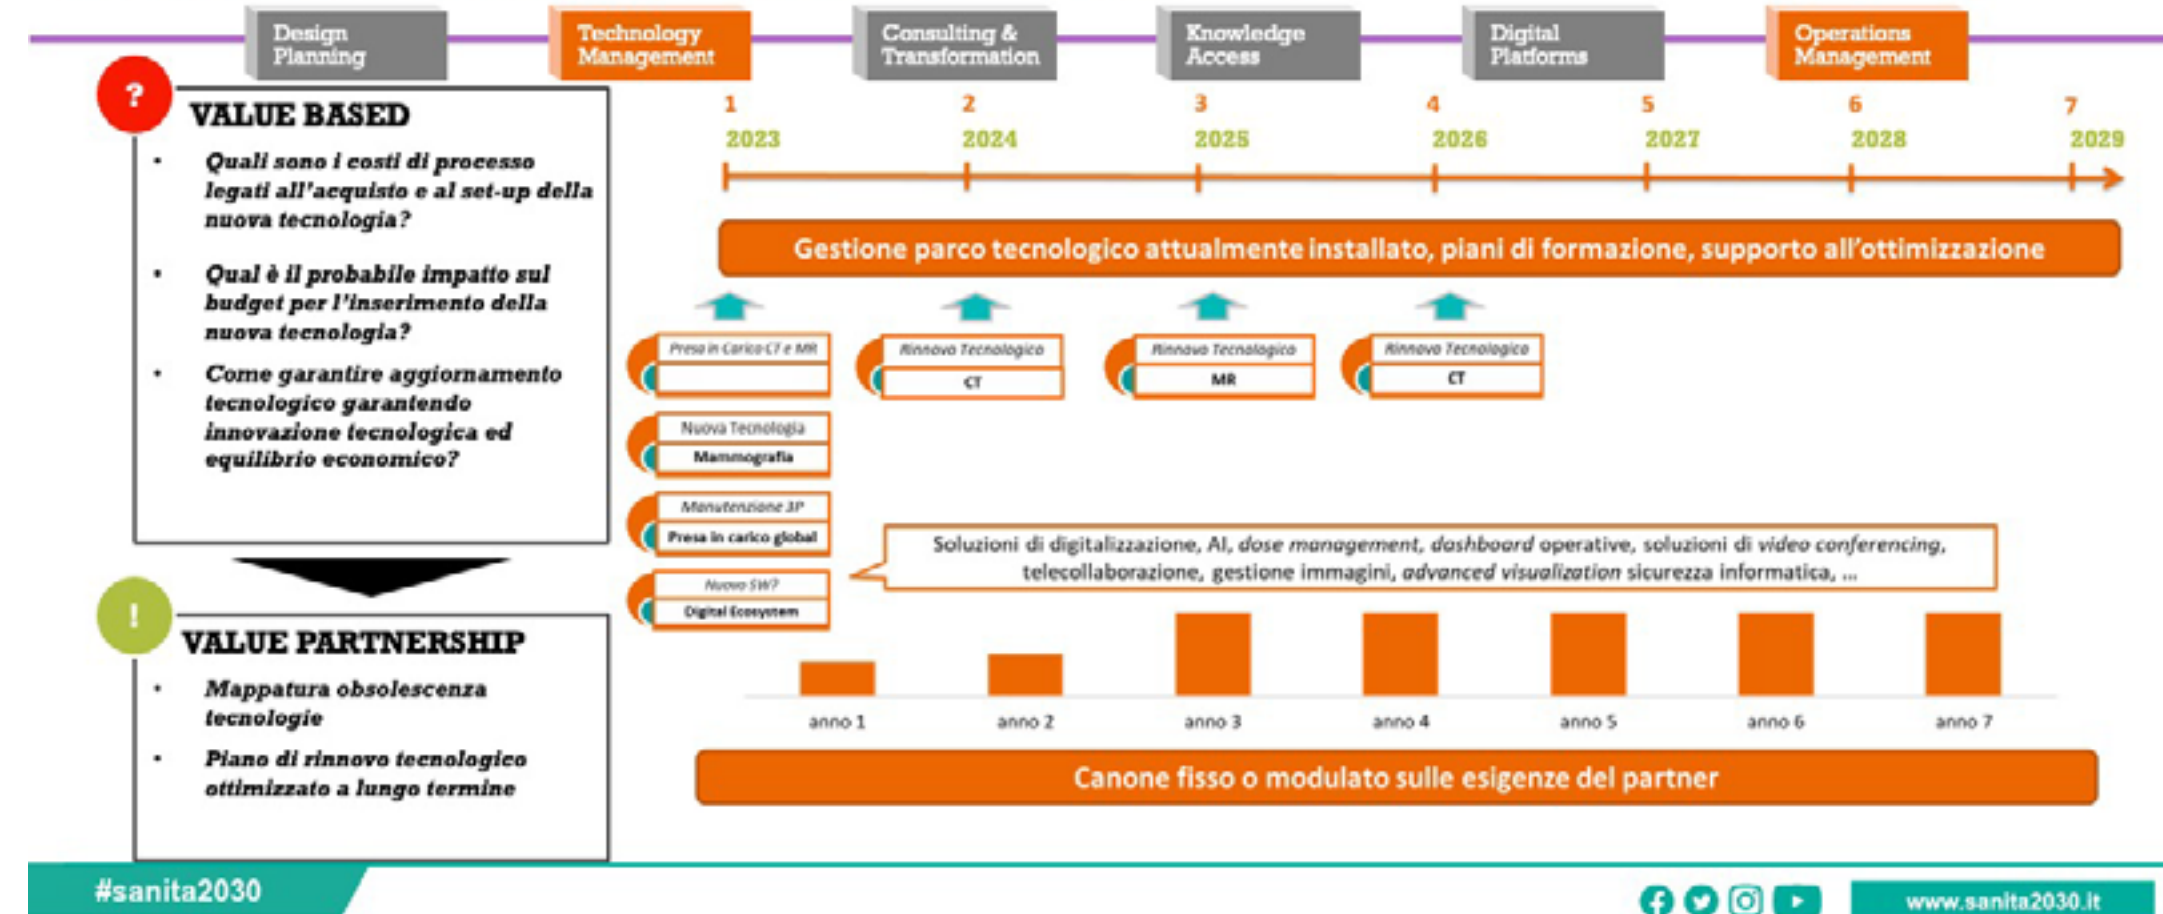 Design
Planning
Technology
Management
Consulting &
Transformation
Knowledge
Access
Digital
Platforms
Operations
Management
?
VALUE BASED
• Quali sono i costi di processo
legati all'acquisto e al set-up della
nuova tecnologia?
• Qual è il probabile impatto sul
budget per l'inserimento della
nuova tecnologia?
• Come garantire aggiornamento
tecnologico garantendo
innovazione tecnologica ed
equilibrio economico?
!
VALUE PARTNERSHIP
• Mappatura obsolescenza
tecnologie
• Piano di rinnovo tecnologico
ottimizzato a lungo termine
1 2 3 4 5 6 7
2023 2024 2025 2026 2027 2028 2029
Gestione parco tecnologico attualmente installato, piani di formazione, supporto all'ottimizzazione
Presa in Carico CT e MR
Rinnovo Tecnologico
CT
Rinnovo Tecnologico
MR
Rinnovo Tecnologico
CT
Nuova Tecnologia
Mammografia
Manutenzione 3P
Presa in carico global
Nuovo SW?
Digital Ecosystem
Soluzioni di digitalizzazione, AI, dose management, dashboard operative, soluzioni di video conferencing,
telecollaborazione, gestione immagini, advanced visualization sicurezza informatica, ...
anno 1 anno 2 anno 3 anno 4 anno 5 anno 6 anno 7
Canone fisso o modulato sulle esigenze del partner
#sanita2030
www.sanita2030.it